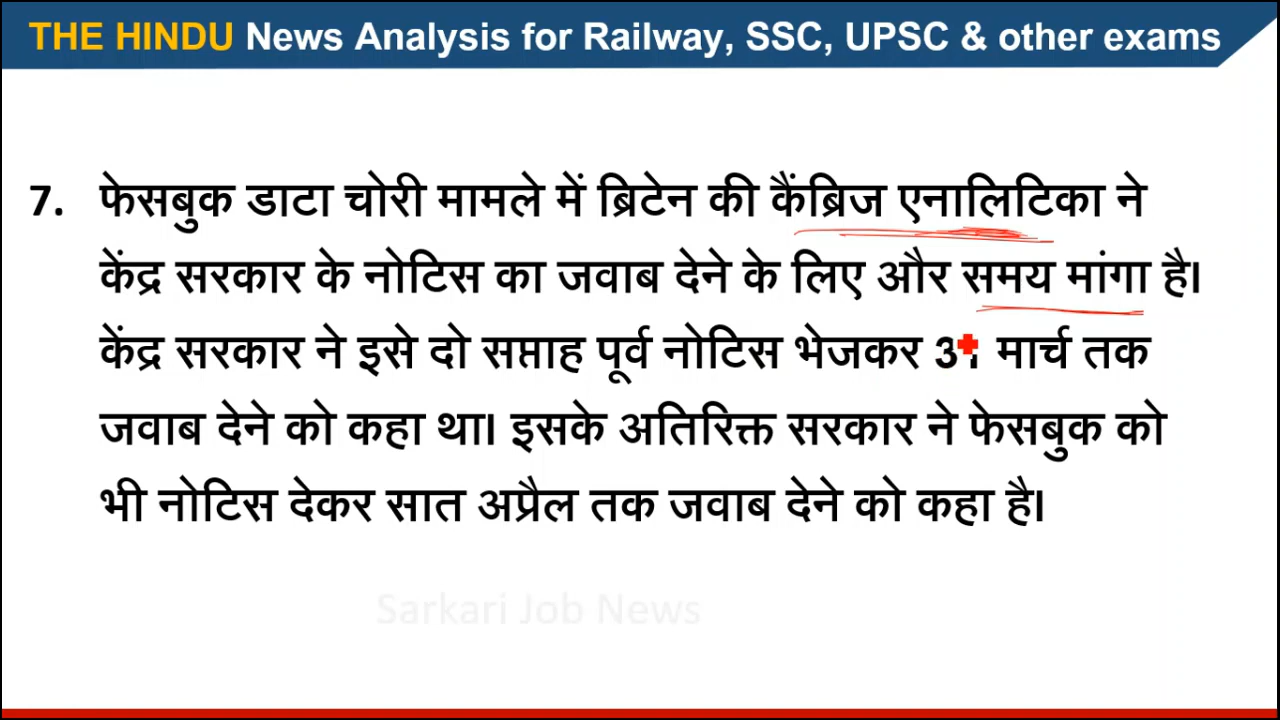 THE HINDU News Analysis for Railway, SSC, UPSC & other exams
7. फेसबुक डाटा चोरी मामले में ब्रिटेन की कैंब्रिज एनालिटिका ने
केंद्र सरकार के नोटिस का जवाब देने के लिए और समय मांगा है।
केंद्र सरकार ने इसे दो सप्ताह पूर्व नोटिस भेजकर 31 मार्च तक
जवाब देने को कहा था। इसके अतिरिक्त सरकार ने फेसबुक को
भी नोटिस देकर सात अप्रैल तक जवाब देने को कहा है।
Sarkari Job News